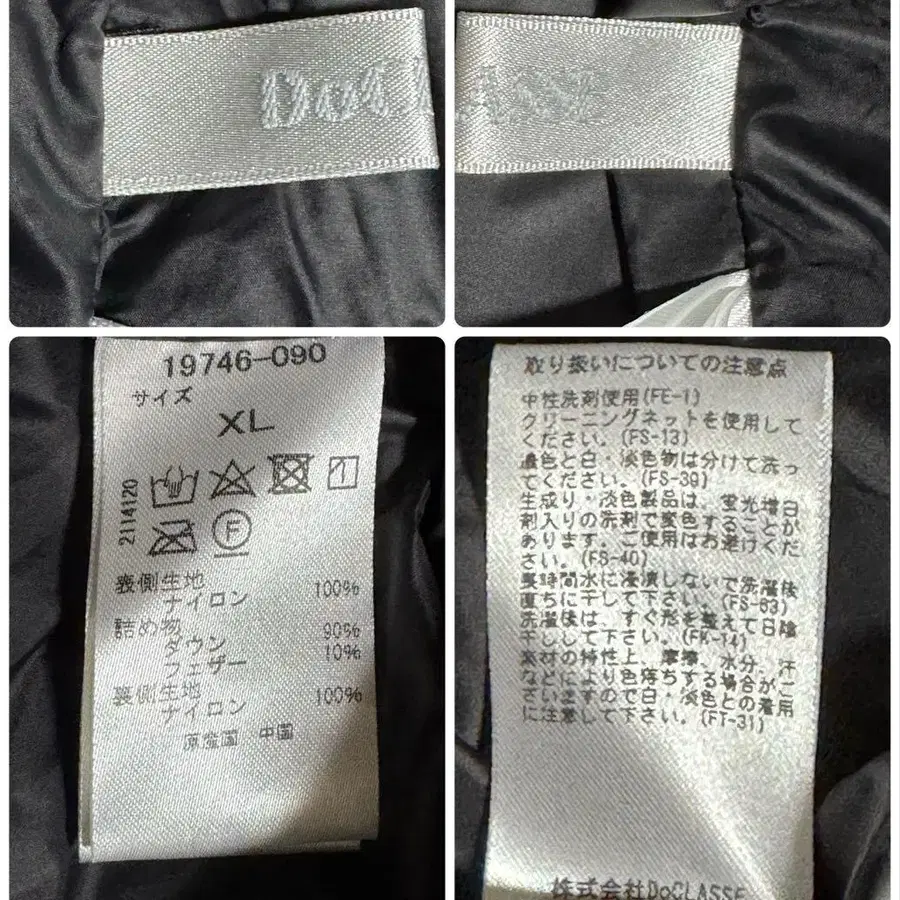 DoCL
LASSE
19746-090
サイズ
XL
2114120
F
表側生地
ナイロン 100%
詰め物
ダウン 90%
フェザー 10%
裏側生地
ナイロン 100%
原産国 中国
取り扱いについての注意点
中性洗剤使用(FE-1)
クリーニングネットを使用して
ください。(FS-13)
濃色と白・淡色物は分けて洗っ
てください。(FS-39)
生成り・淡色製品は、蛍光増白
剤入りの洗剤で変色することが
あります。ご使用はお避けくだ
さい。(FS-40)
長時間水に浸漬しないで洗濯後
直ちに干して下さい。(FS-63)
洗濯後は、すぐ形を整えて日陰
干しして下さい。(FK-14)
素材の特性上、摩擦、水分、汗
などにより色落ちする場合がご
ざいますので白・淡色との着用
に注意して下さい。(FT-31)
株式会社DoCLASSE